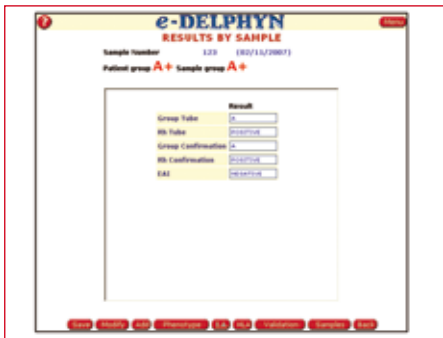 ?
e-DELPHYN
Menu
RESULTS BY SAMPLE
Sample Number 123 (02/11/2007)
Patient group A+ Sample group A+
Result
Group Tube A
Rh Tube POSITIVE
Group Confirmation A
Rh Confirmation POSITIVE
EAI NEGATIVE
Save Modify Add Phenotype E.A. HLA Validation Samples Back